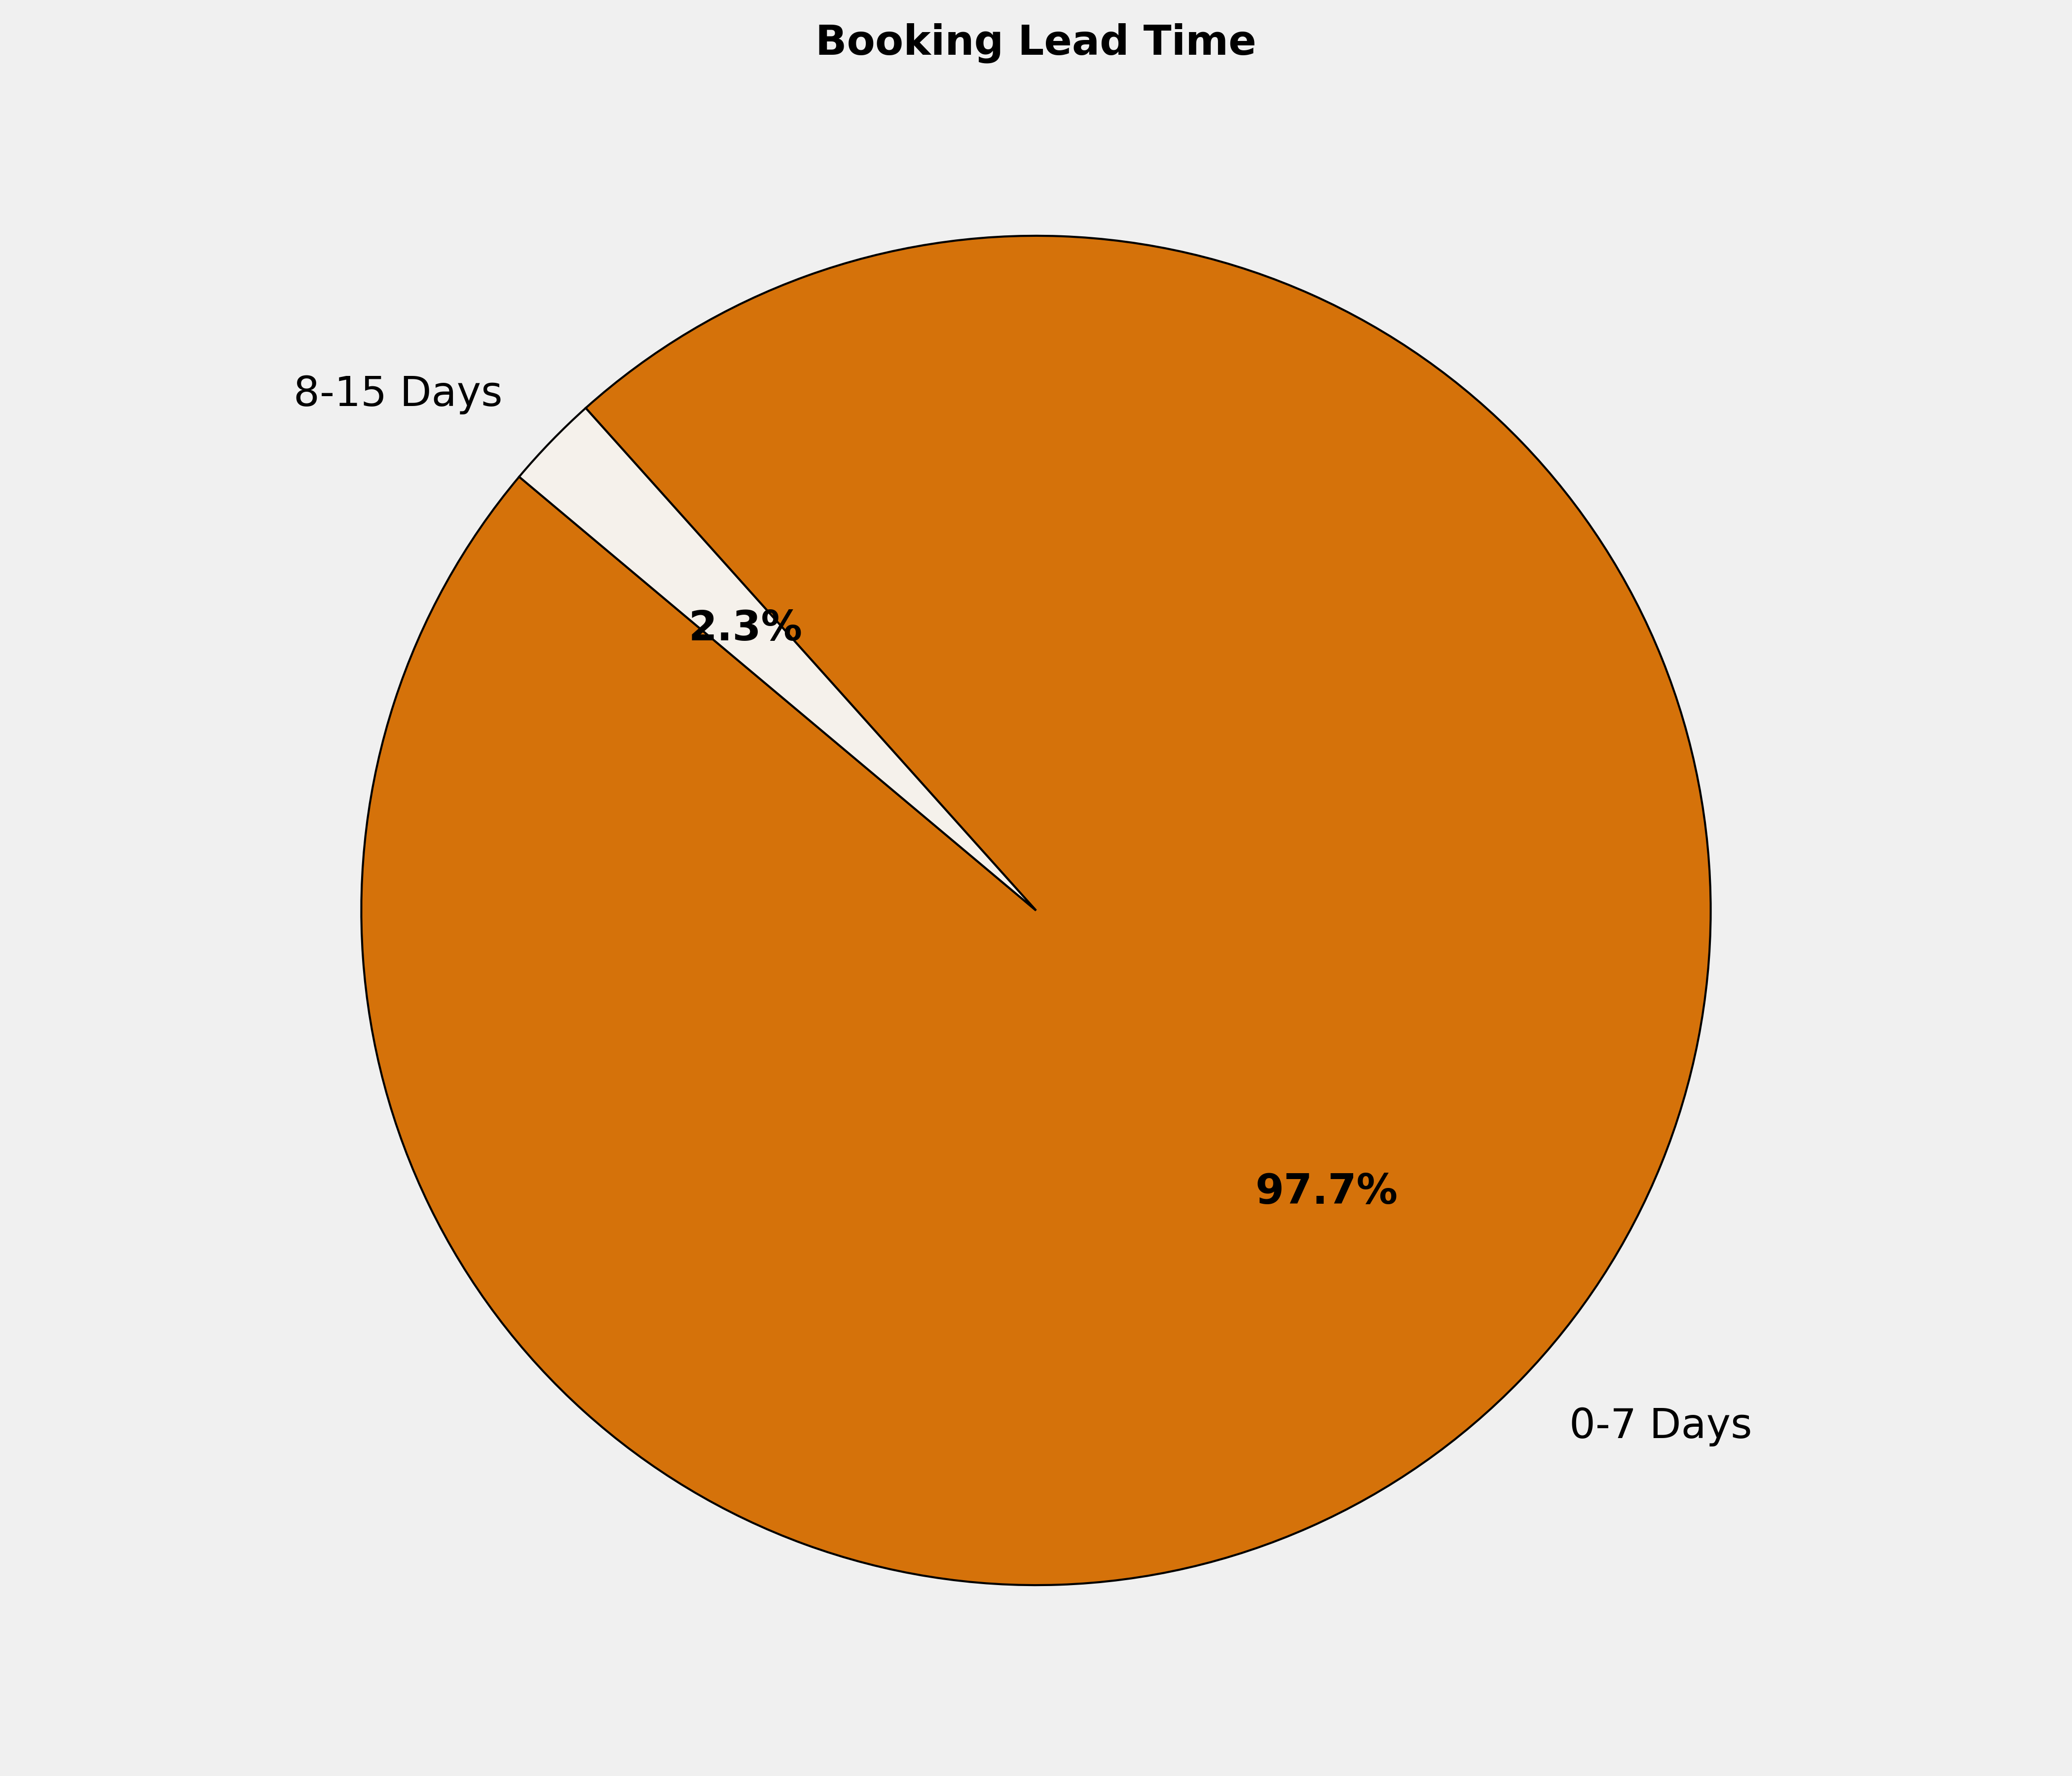 Booking Lead Time
8-15 Days
2.3%
97.7%
0-7 Days